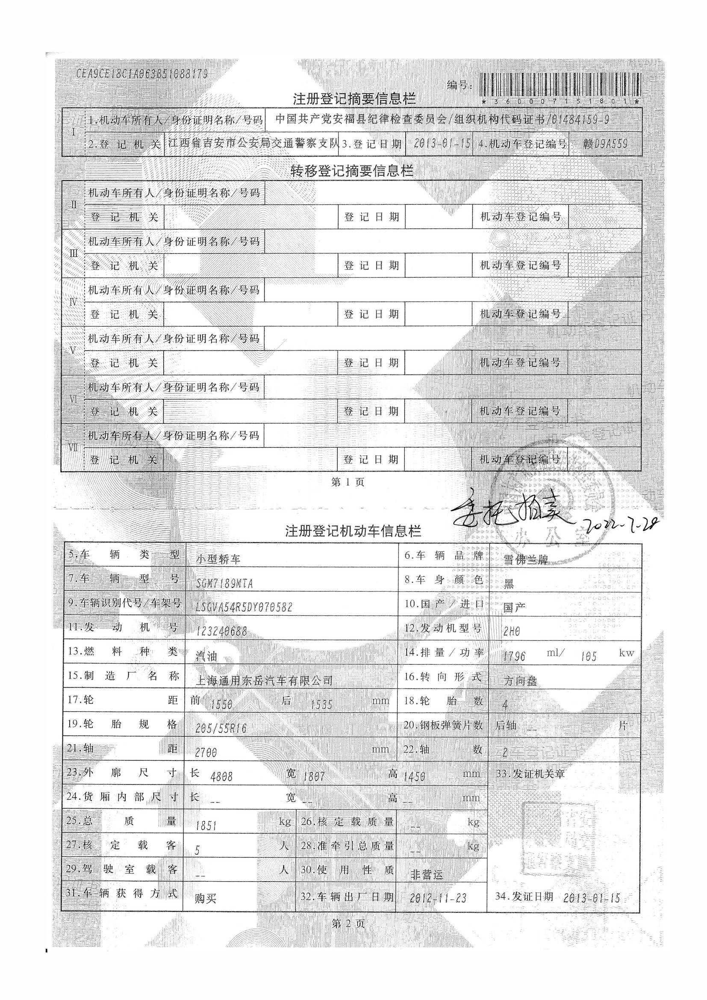 CEA9CE18C1A063B51088179
编号:
*360007151801*
注册登记摘要信息栏
Ⅰ 1.机动车所有人/身份证明名称/号码 中国共产党安福县纪律检查委员会/组织机构代码证书/01484159-9
2.登记机关 江西省吉安市公安局交通警察支队 3.登记日期 2013-01-15 4.机动车登记编号 赣D9A559
转移登记摘要信息栏
Ⅱ 机动车所有人/身份证明名称/号码
登记机关 登记日期 机动车登记编号
Ⅲ 机动车所有人/身份证明名称/号码
登记机关 登记日期 机动车登记编号
Ⅳ 机动车所有人/身份证明名称/号码
登记机关 登记日期 机动车登记编号
Ⅴ 机动车所有人/身份证明名称/号码
登记机关 登记日期 机动车登记编号
Ⅵ 机动车所有人/身份证明名称/号码
登记机关 登记日期 机动车登记编号
Ⅶ 机动车所有人/身份证明名称/号码
登记机关 登记日期 机动车登记编号
第1页
委托拍卖 2022-7-28
办公室
注册登记机动车信息栏
5.车辆类型 小型轿车 6.车辆品牌 雪佛兰牌
7.车辆型号 SGM7189MTA 8.车身颜色 黑
9.车辆识别代号/车架号 LSGVA54R5DY070582 10.国产/进口 国产
11.发动机号 123240688 12.发动机型号 2H0
13.燃料种类 汽油 14.排量/功率 1796 ml/ 105 kw
15.制造厂名称 上海通用东岳汽车有限公司 16.转向形式 方向盘
17.轮距 前 1550 后 1535 mm 18.轮胎数 4
19.轮胎规格 205/55R16 20.钢板弹簧片数 后轴 -- 片
21.轴距 2700 mm 22.轴数 2
23.外廓尺寸 长 4808 宽 1807 高 1450 mm 33.发证机关章
24.货厢内部尺寸 长 -- 宽 -- 高 -- mm
25.总质量 1851 kg 26.核定载质量 -- kg
27.核定载客 5 人 28.准牵引总质量 -- kg
29.驾驶室载客 -- 人 30.使用性质 非营运
31.车辆获得方式 购买 32.车辆出厂日期 2012-11-23 34.发证日期 2013-01-15
第2页